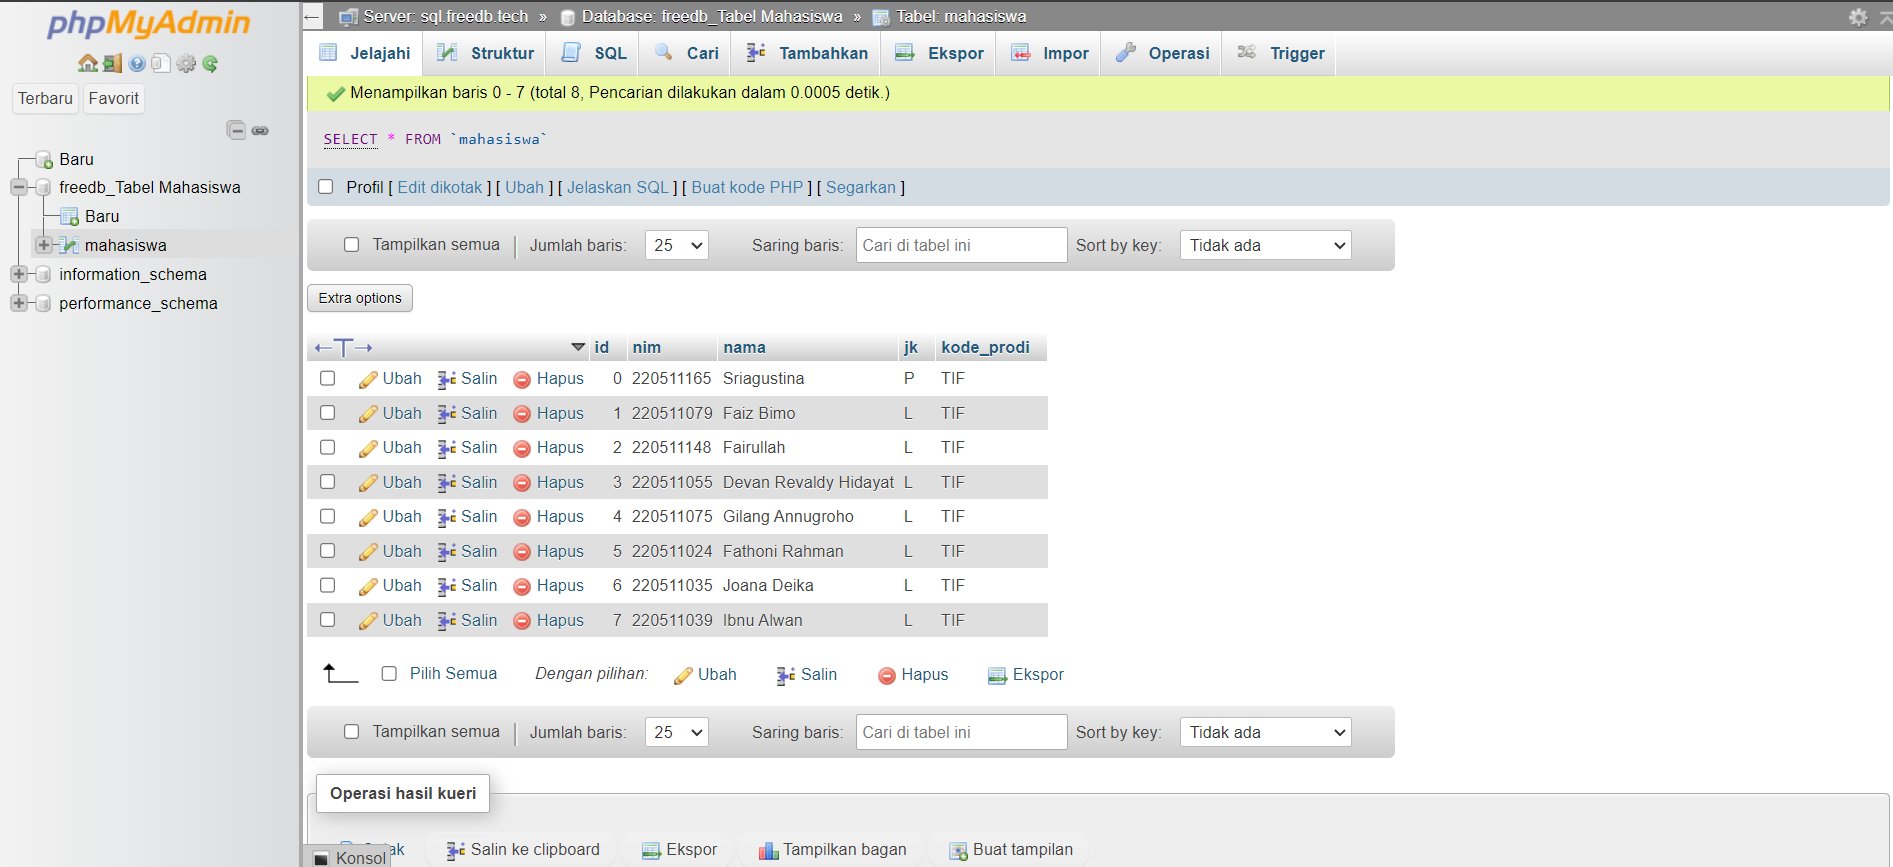 phpMyAdmin
Terbaru Favorit
Baru
freedb_Tabel Mahasiswa
Baru
mahasiswa
information_schema
performance_schema
Server: sql.freedb.tech » Database: freedb_Tabel Mahasiswa » Tabel: mahasiswa
Jelajahi Struktur SQL Cari Tambahkan Ekspor Impor Operasi Trigger
Menampilkan baris 0 - 7 (total 8, Pencarian dilakukan dalam 0.0005 detik.)
SELECT * FROM `mahasiswa`
Profil [ Edit dikotak ] [ Ubah ] [ Jelaskan SQL ] [ Buat kode PHP ] [ Segarkan ]
Tampilkan semua | Jumlah baris: 25 Saring baris: Cari di tabel ini Sort by key: Tidak ada
Extra options
←T→ id nim nama jk kode_prodi
Ubah Salin Hapus 0 220511165 Sriagustina P TIF
Ubah Salin Hapus 1 220511079 Faiz Bimo L TIF
Ubah Salin Hapus 2 220511148 Fairullah L TIF
Ubah Salin Hapus 3 220511055 Devan Revaldy Hidayat L TIF
Ubah Salin Hapus 4 220511075 Gilang Annugroho L TIF
Ubah Salin Hapus 5 220511024 Fathoni Rahman L TIF
Ubah Salin Hapus 6 220511035 Joana Deika L TIF
Ubah Salin Hapus 7 220511039 Ibnu Alwan L TIF
Pilih Semua Dengan pilihan: Ubah Salin Hapus Ekspor
Tampilkan semua | Jumlah baris: 25 Saring baris: Cari di tabel ini Sort by key: Tidak ada
Operasi hasil kueri
Salin ke clipboard Ekspor Tampilkan bagan Buat tampilan
Konsol